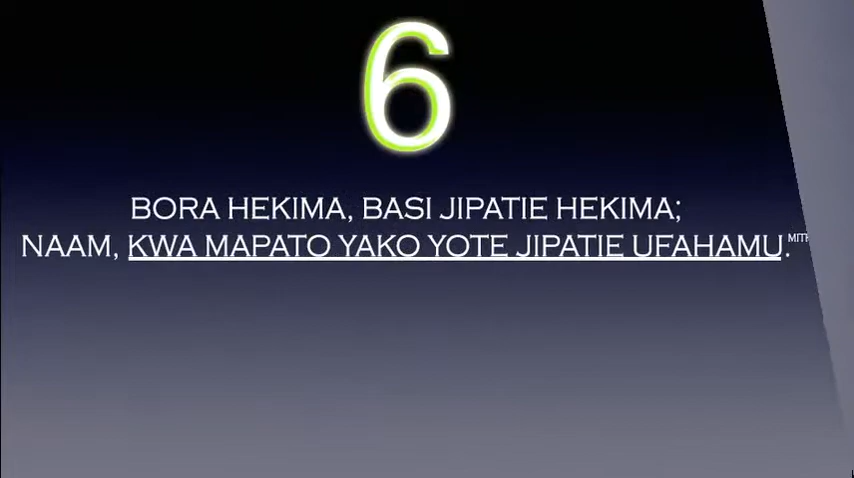 6
BORA HEKIMA, BASI JIPATIE HEKIMA;
NAAM, KWA MAPATO YAKO YOTE JIPATIE UFAHAMU.